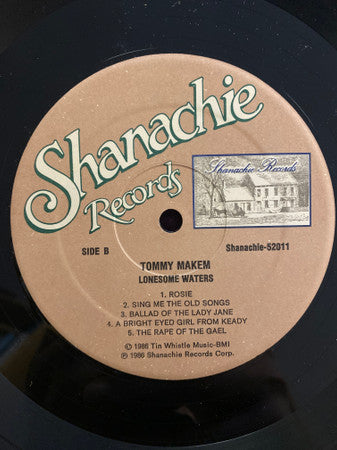 Shanachie
Records
Shanachie Records
SIDE B
Shanachie-52011
TOMMY MAKEM
LONESOME WATERS
1. ROSIE
2. SING ME THE OLD SONGS
3. BALLAD OF THE LADY JANE
4. A BRIGHT EYED GIRL FROM KEADY
5. THE RAPE OF THE GAEL
© 1986 Tin Whistle Music-BMI
℗ 1986 Shanachie Records Corp.